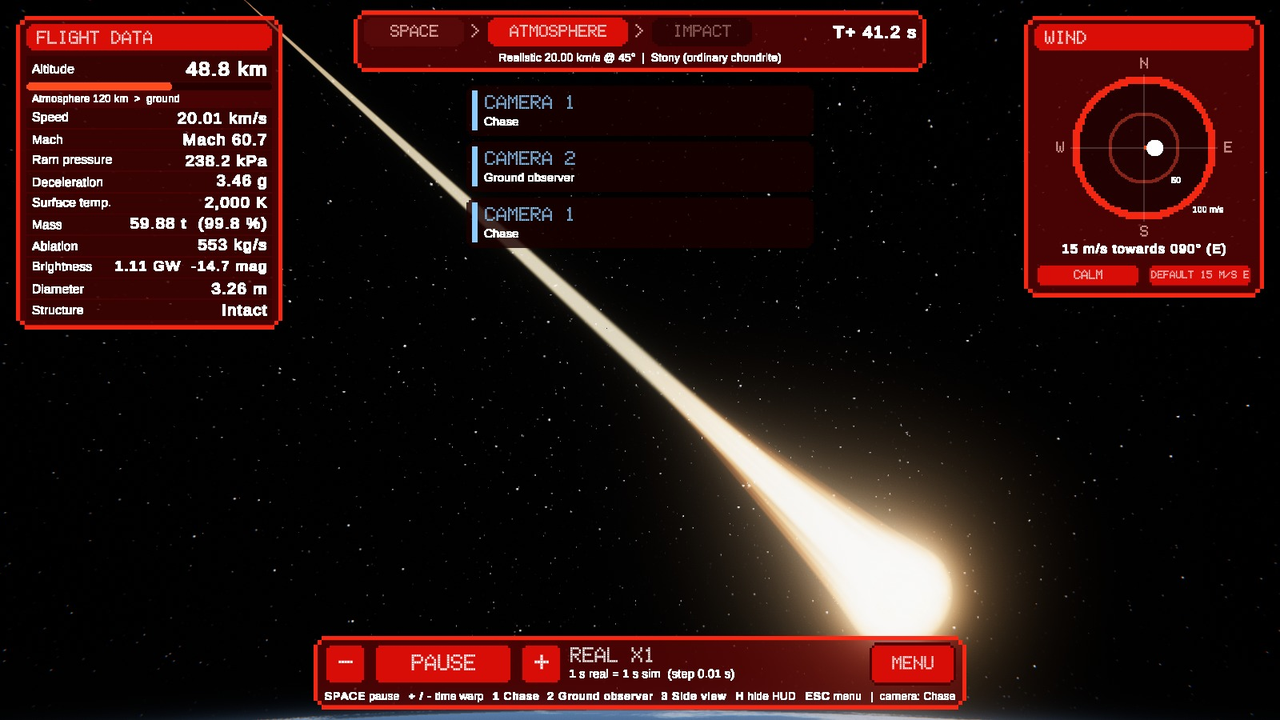 FLIGHT DATA
Altitude 48.8 km
Atmosphere 120 km > ground
Speed 20.01 km/s
Mach Mach 60.7
Ram pressure 238.2 kPa
Deceleration 3.46 g
Surface temp. 2,000 K
Mass 59.88 t (99.8 %)
Ablation 553 kg/s
Brightness 1.11 GW -14.7 mag
Diameter 3.26 m
Structure Intact
SPACE > ATMOSPHERE > IMPACT T+ 41.2 s
Realistic 20.00 km/s @ 45° | Stony (ordinary chondrite)
CAMERA 1
Chase
CAMERA 2
Ground observer
CAMERA 1
Chase
WIND
N
W E
50
100 m/s
S
15 m/s towards 090° (E)
CALM DEFAULT 15 M/S E
− PAUSE + REAL X1 MENU
1 s real = 1 s sim (step 0.01 s)
SPACE pause + / - time warp 1 Chase 2 Ground observer 3 Side view H hide HUD ESC menu | camera: Chase